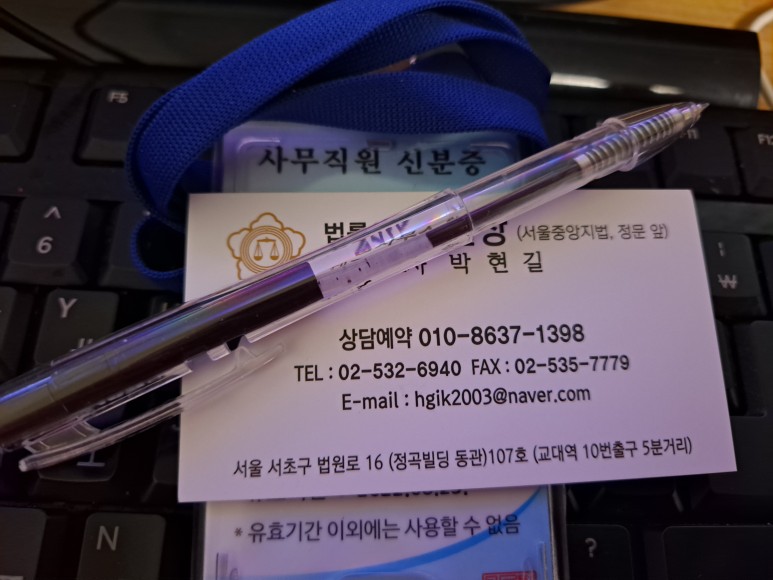 F5
^
6
Y
ㅛ
N
?
₩
사무직원 신분증
법률
(서울중앙지법, 정문 앞)
박 현 길
상담예약 010-8637-1398
TEL : 02-532-6940 FAX : 02-535-7779
E-mail : hgik2003@naver.com
서울 서초구 법원로 16 (정곡빌딩 동관)107호 (교대역 10번출구 5분거리)
* 유효기간 이외에는 사용할 수 없음